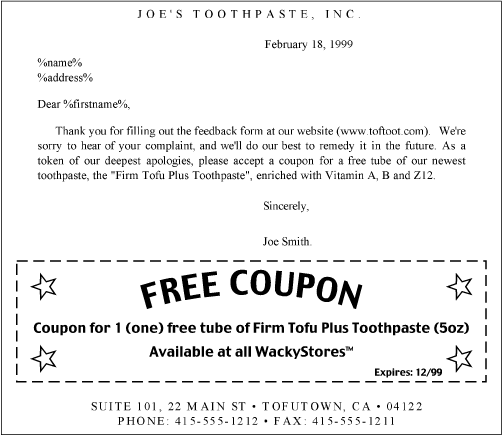 JOE'S TOOTHPASTE, INC.
February 18, 1999
%name%
%address%
Dear %firstname%,
Thank you for filling out the feedback form at our website (www.toftoot.com). We're
sorry to hear of your complaint, and we'll do our best to remedy it in the future. As a
token of our deepest apologies, please accept a coupon for a free tube of our newest
toothpaste, the "Firm Tofu Plus Toothpaste", enriched with Vitamin A, B and Z12.
Sincerely,
Joe Smith.
FREE COUPON
Coupon for 1 (one) free tube of Firm Tofu Plus Toothpaste (5oz)
Available at all WackyStores™
Expires: 12/99
SUITE 101, 22 MAIN ST • TOFUTOWN, CA • 04122
PHONE: 415-555-1212 • FAX: 415-555-1211